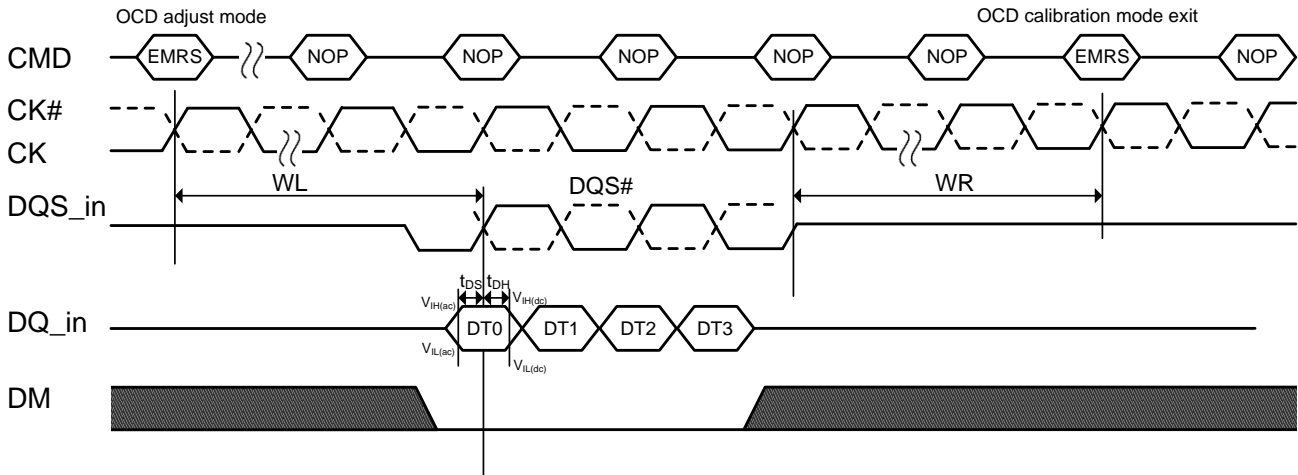 OCD adjust mode OCD calibration mode exit
CMD EMRS NOP NOP NOP NOP NOP EMRS NOP
CK#
CK
WL DQS# WR
DQS_in
tDS tDH
VIH(ac) VIH(dc)
DQ_in DT0 DT1 DT2 DT3
VIL(ac) VIL(dc)
DM